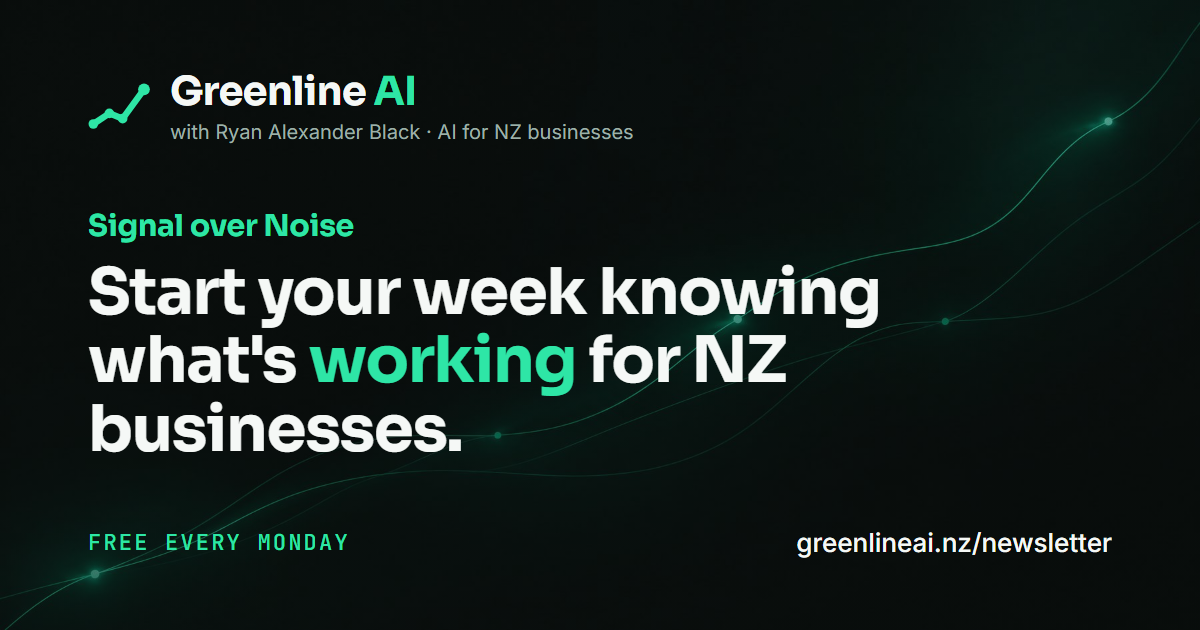 Greenline AI
with Ryan Alexander Black · AI for NZ businesses
Signal over Noise
Start your week knowing
what's working for NZ
businesses.
FREE EVERY MONDAY
greenlineai.nz/newsletter